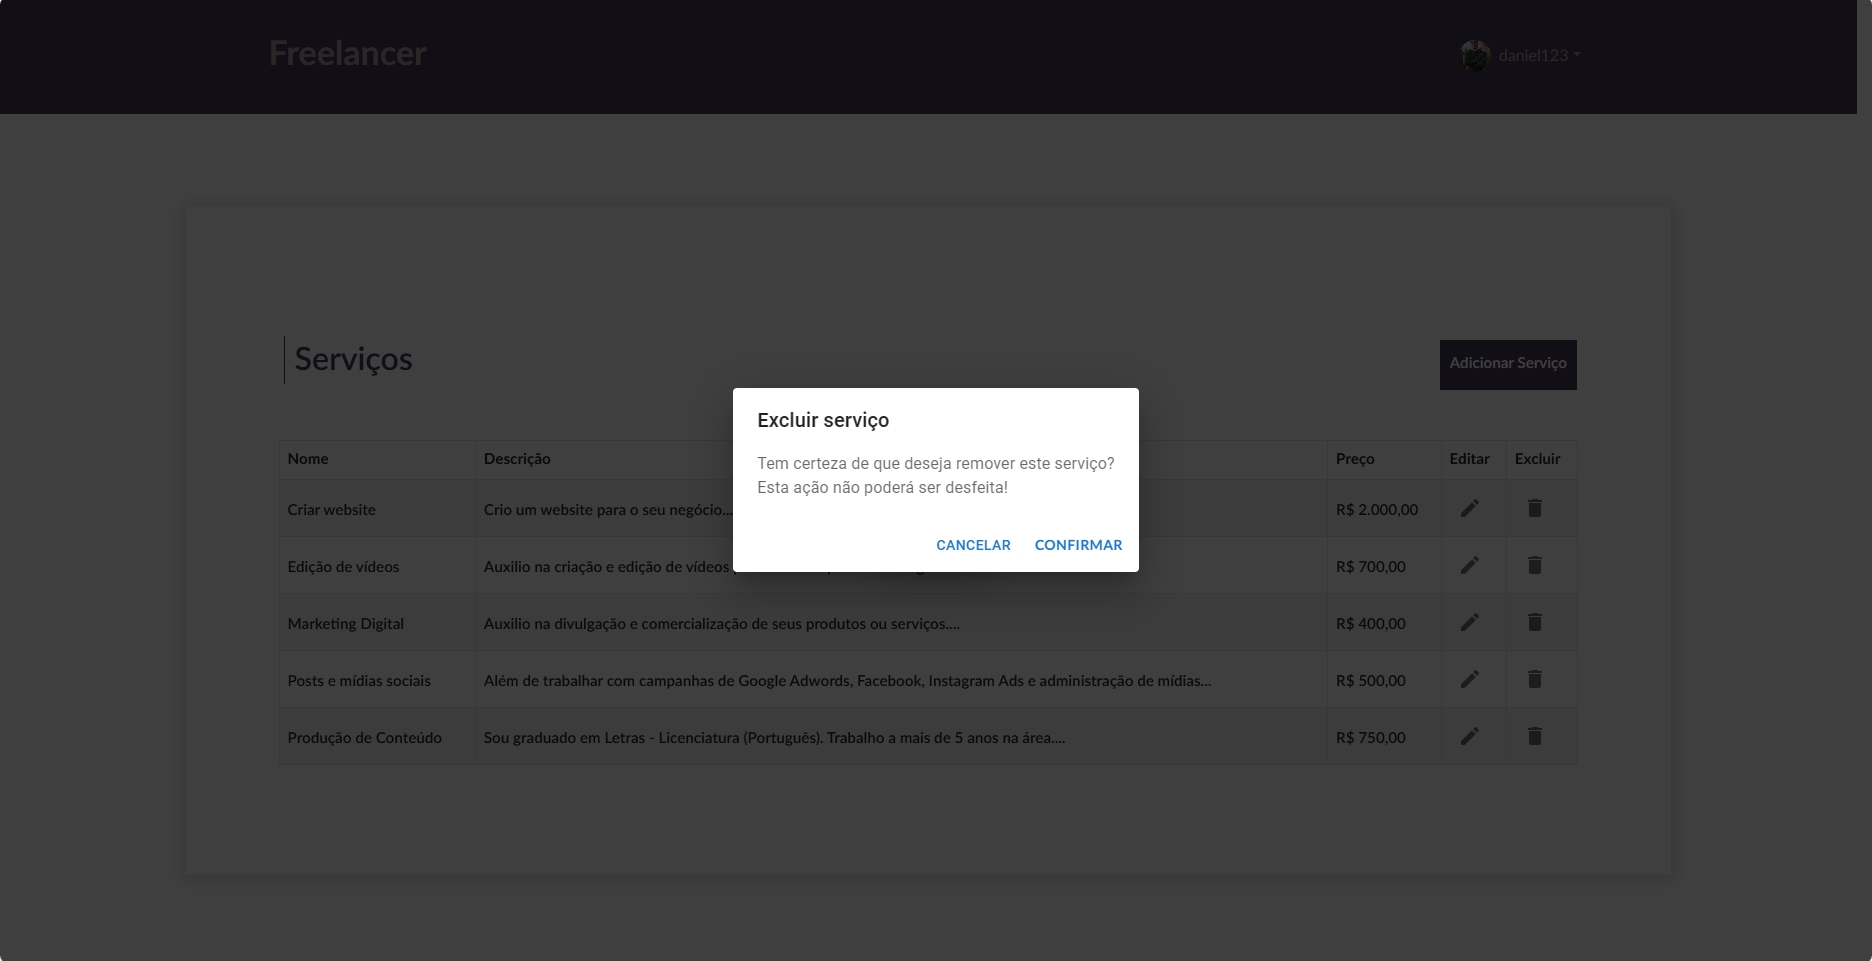 Freelancer
daniel123
Serviços
Adicionar Serviço
Excluir serviço
Tem certeza de que deseja remover este serviço?
Esta ação não poderá ser desfeita!
CANCELAR CONFIRMAR
Nome Descrição Preço Editar Excluir
Criar website Crio um website para o seu negócio... R$ 2.000,00
Edição de vídeos Auxilio na criação e edição de vídeos R$ 700,00
Marketing Digital Auxilio na divulgação e comercialização de seus produtos ou serviços.... R$ 400,00
Posts e mídias sociais Além de trabalhar com campanhas de Google Adwords, Facebook, Instagram Ads e administração de mídias... R$ 500,00
Produção de Conteúdo Sou graduado em Letras - Licenciatura (Português). Trabalho a mais de 5 anos na área.... R$ 750,00